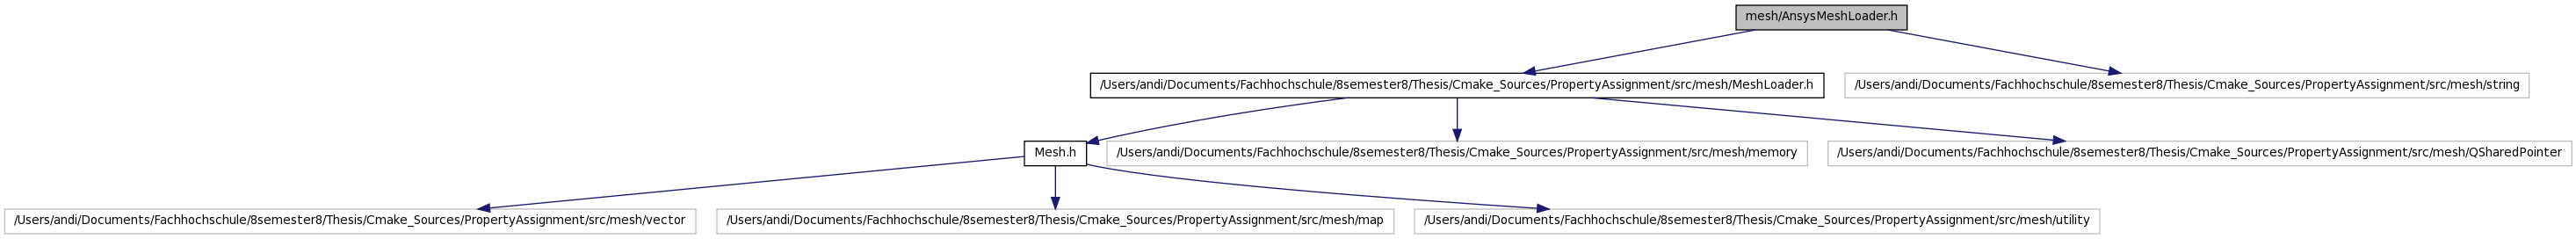 mesh/AnsysMeshLoader.h
/Users/andi/Documents/Fachhochschule/8semester8/Thesis/Cmake_Sources/PropertyAssignment/src/mesh/MeshLoader.h
/Users/andi/Documents/Fachhochschule/8semester8/Thesis/Cmake_Sources/PropertyAssignment/src/mesh/string
Mesh.h
/Users/andi/Documents/Fachhochschule/8semester8/Thesis/Cmake_Sources/PropertyAssignment/src/mesh/memory
/Users/andi/Documents/Fachhochschule/8semester8/Thesis/Cmake_Sources/PropertyAssignment/src/mesh/QSharedPointer
/Users/andi/Documents/Fachhochschule/8semester8/Thesis/Cmake_Sources/PropertyAssignment/src/mesh/vector
/Users/andi/Documents/Fachhochschule/8semester8/Thesis/Cmake_Sources/PropertyAssignment/src/mesh/map
/Users/andi/Documents/Fachhochschule/8semester8/Thesis/Cmake_Sources/PropertyAssignment/src/mesh/utility